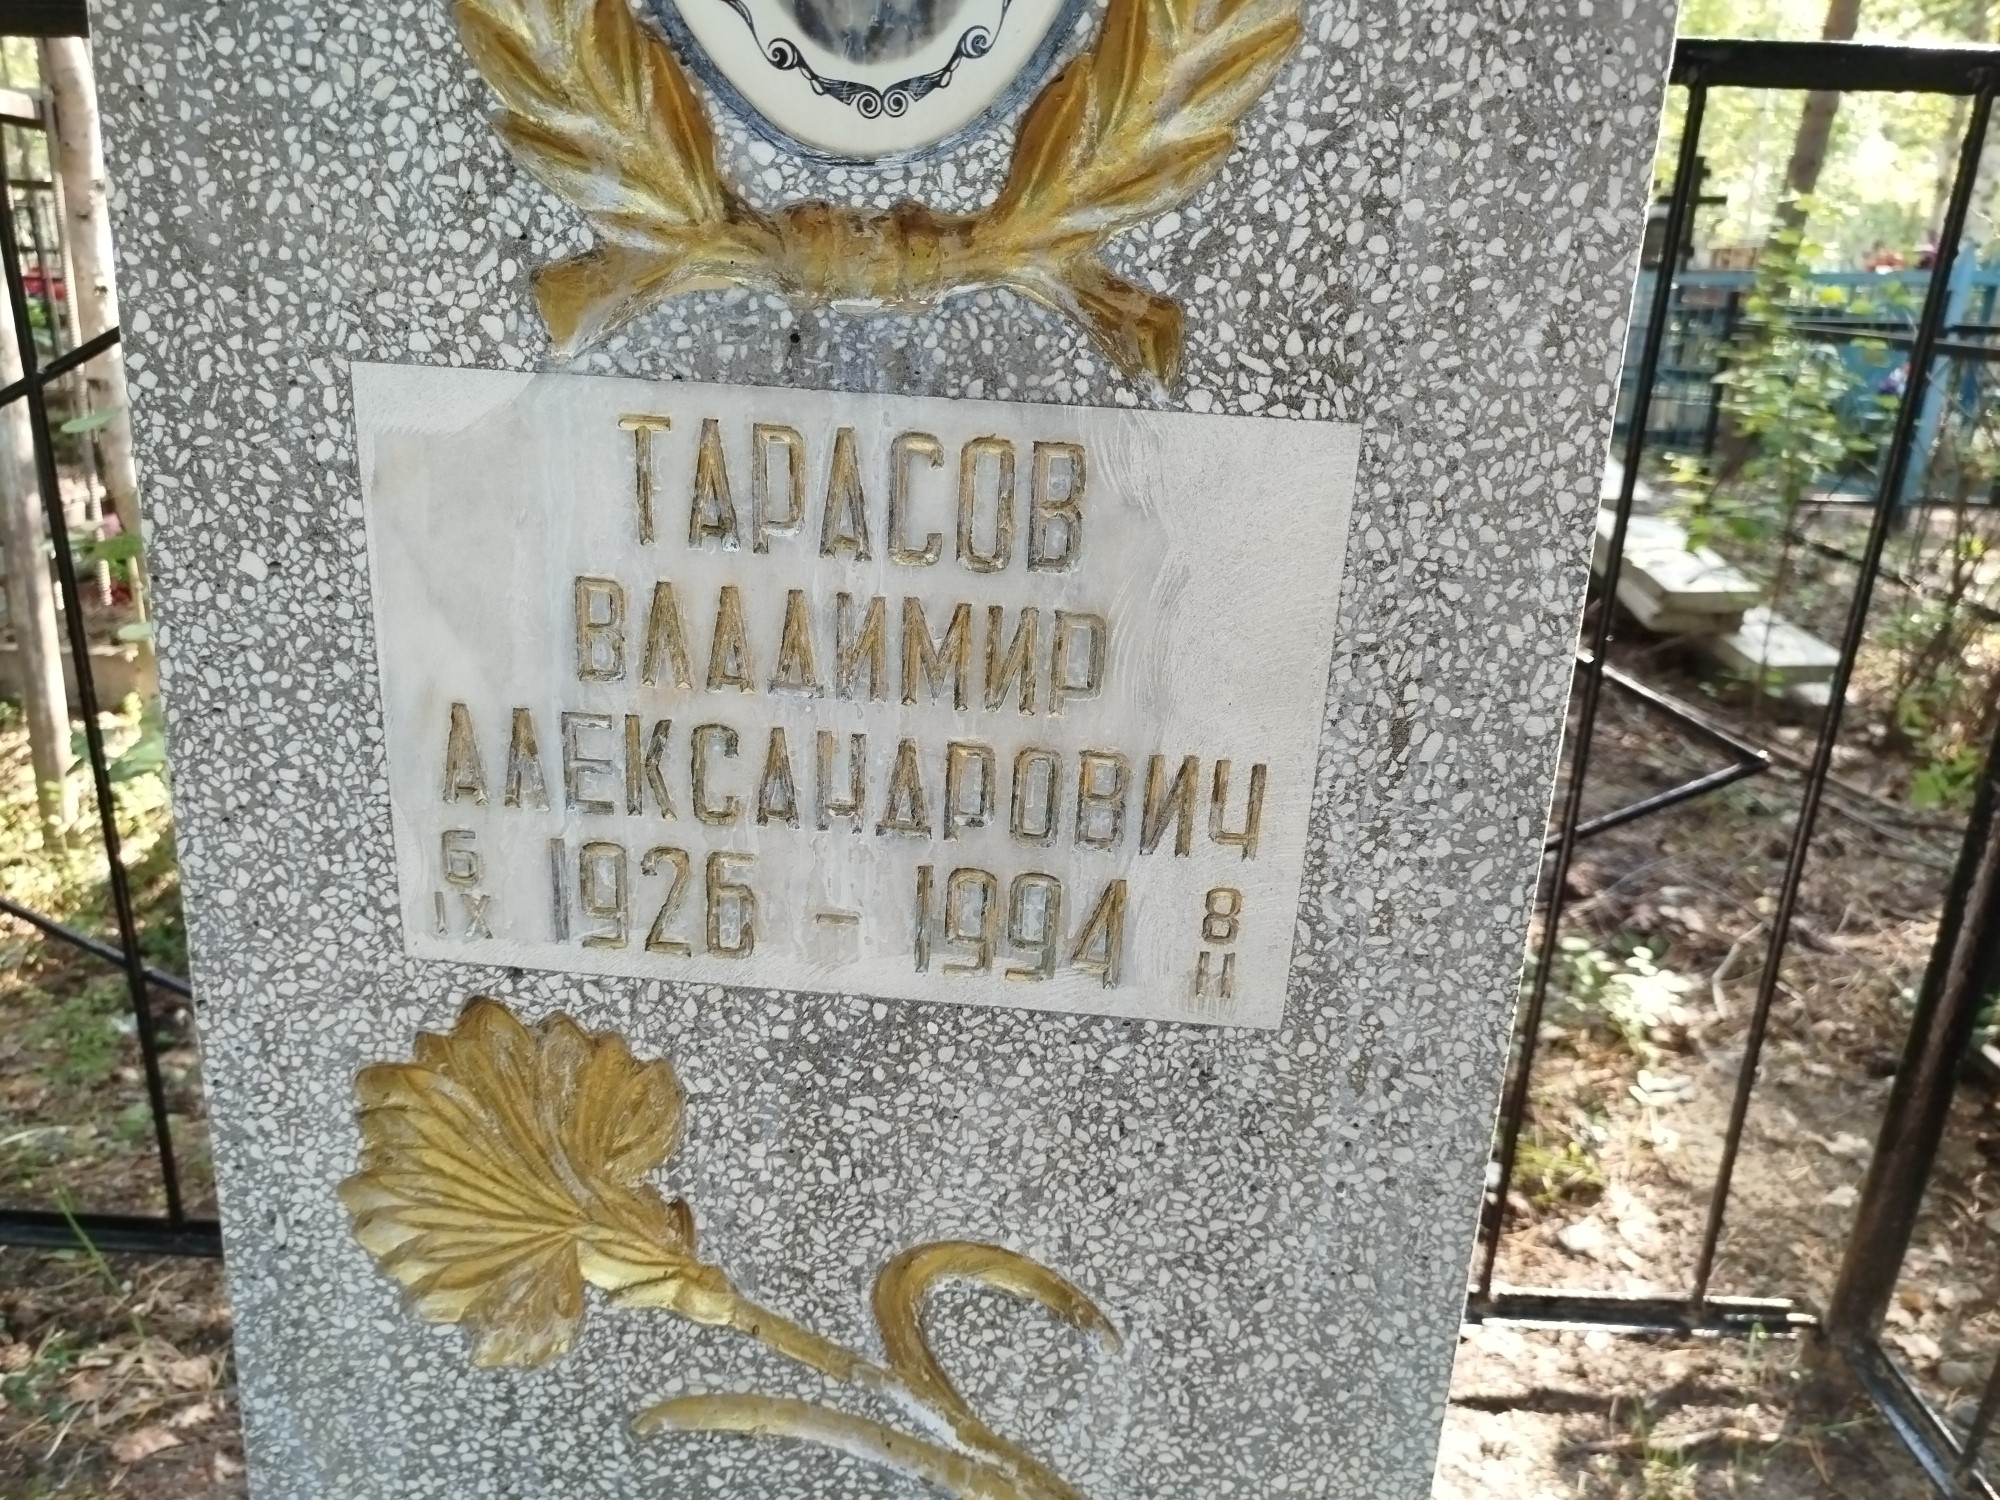 ТАРАСОВ
ВЛАДИМИР
АЛЕКСАНДРОВИЧ
6 1926 - 1994 8
IX II